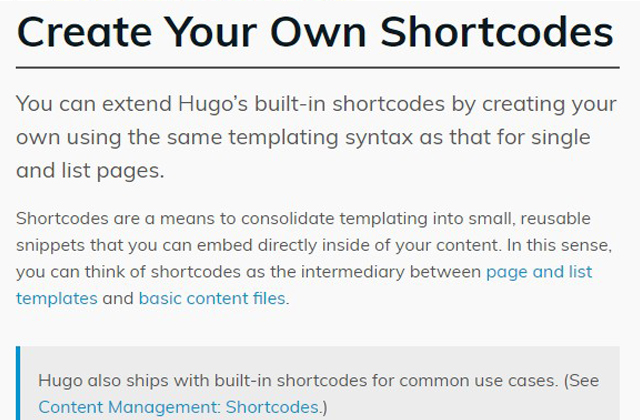 Create Your Own Shortcodes
You can extend Hugo’s built-in shortcodes by creating your
own using the same templating syntax as that for single
and list pages.
Shortcodes are a means to consolidate templating into small, reusable
snippets that you can embed directly inside of your content. In this sense,
you can think of shortcodes as the intermediary between page and list
templates and basic content files.
Hugo also ships with built-in shortcodes for common use cases. (See
Content Management: Shortcodes.)